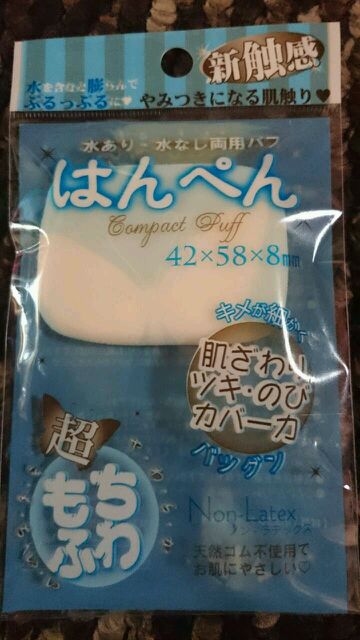 新触感
水を含むと膨らんで
ぷるっぷるに♥
やみつきになる肌触り♥
水あり・水なし両用パフ
はんぺん
Compact Puff
42×58×8mm
キメが細かく
肌ざわり
ツキ・のび
カバー力
バツグン
超
もち
ふわ
Non-Latex
ノンラテックス
天然ゴム不使用で
お肌にやさしい♡